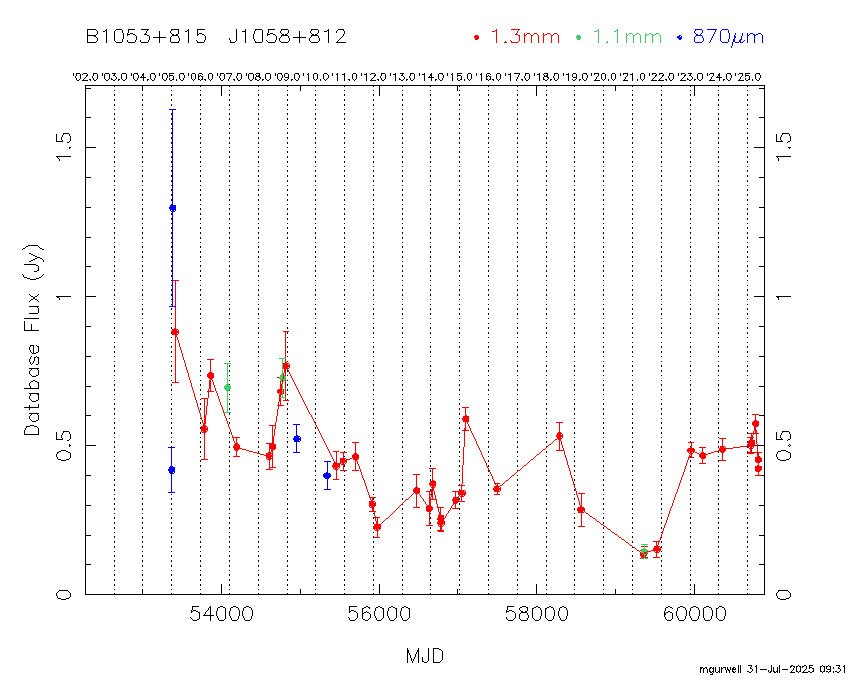 B1053+815 J1058+812 1.3mm 1.1mm 870μm
'02.0 '03.0 '04.0 '05.0 '06.0 '07.0 '08.0 '09.0 '10.0 '11.0 '12.0 '13.0 '14.0 '15.0 '16.0 '17.0 '18.0 '19.0 '20.0 '21.0 '22.0 '23.0 '24.0 '25.0
1.5 1.5
1 1
Database Flux (Jy)
0.5 0.5
0 0
54000 56000 58000 60000
MJD
mgurwell 31-Jul-2025 09:31